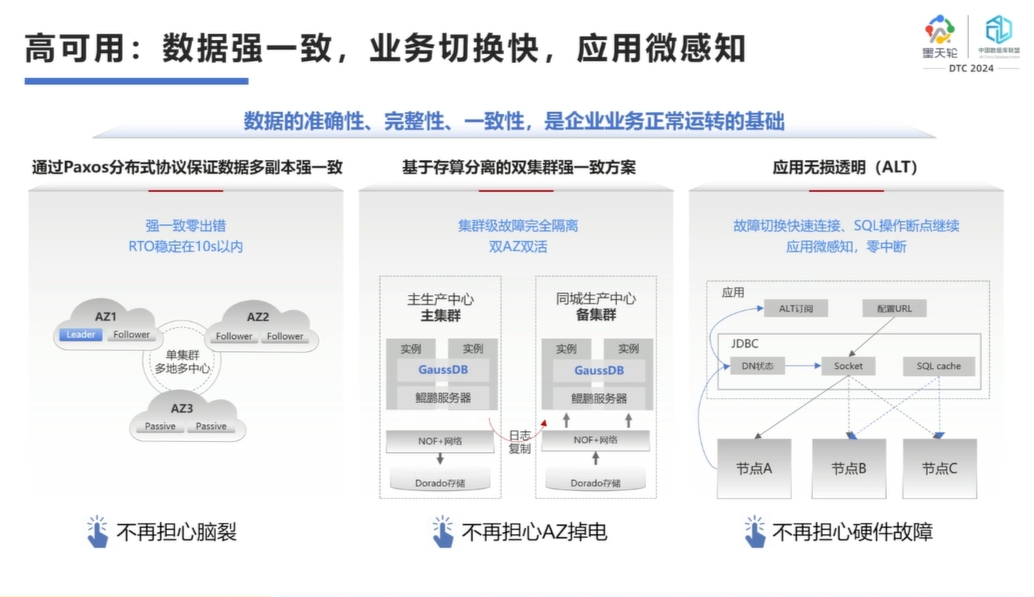 高可用：数据强一致，业务切换快，应用微感知
墨天轮
中国数据库联盟
DTC 2024
数据的准确性、完整性、一致性，是企业业务正常运转的基础
通过Paxos分布式协议保证数据多副本强一致
强一致零出错
RTO稳定在10s以内
AZ1
Leader
Follower
AZ2
Follower
Follower
单集群
多地多中心
AZ3
Passive
Passive
不再担心脑裂
基于存算分离的双集群强一致方案
集群级故障完全隔离
双AZ双活
主生产中心
主集群
实例
实例
GaussDB
鲲鹏服务器
NOF+网络
Dorado存储
日志
复制
同城生产中心
备集群
实例
实例
GaussDB
鲲鹏服务器
NOF+网络
Dorado存储
不再担心AZ掉电
应用无损透明（ALT）
故障切换快速连接、SQL操作断点继续
应用微感知，零中断
应用
ALT订阅
配置URL
JDBC
DN状态
Socket
SQL cache
节点A
节点B
节点C
不再担心硬件故障